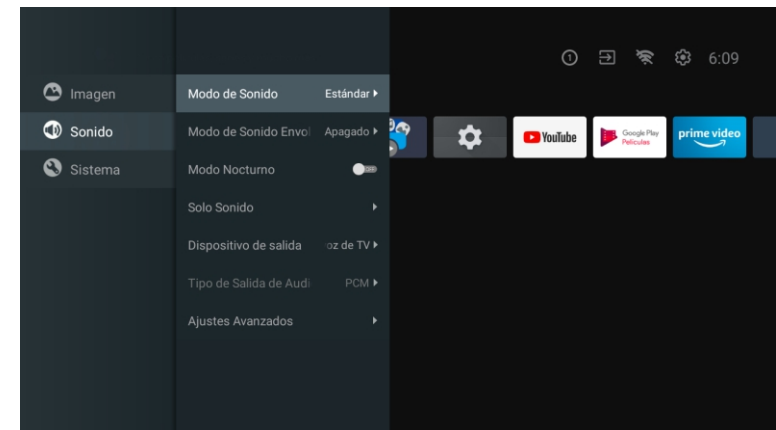 1 6:09
Imagen
Sonido
Sistema
Modo de Sonido Estándar
Modo de Sonido Envol Apagado
Modo Nocturno
Solo Sonido
Dispositivo de salida oz de TV
Tipo de Salida de Audi PCM
Ajustes Avanzados
YouTube
Google Play
Películas
prime video